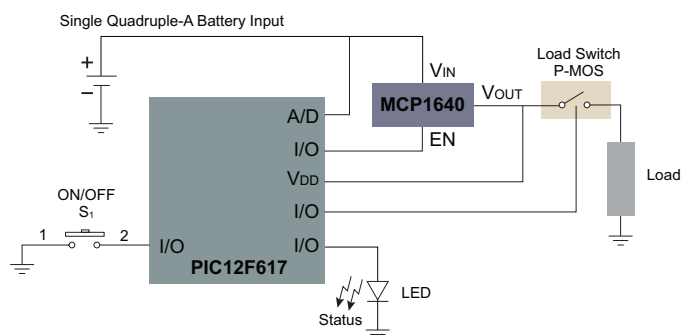 Single Quadruple-A Battery Input
Load Switch
P-MOS
+
−
VIN
VOUT
MCP1640
EN
A/D
I/O
VDD
I/O
I/O
Load
ON/OFF
S1
1
2
I/O
PIC12F617
LED
Status